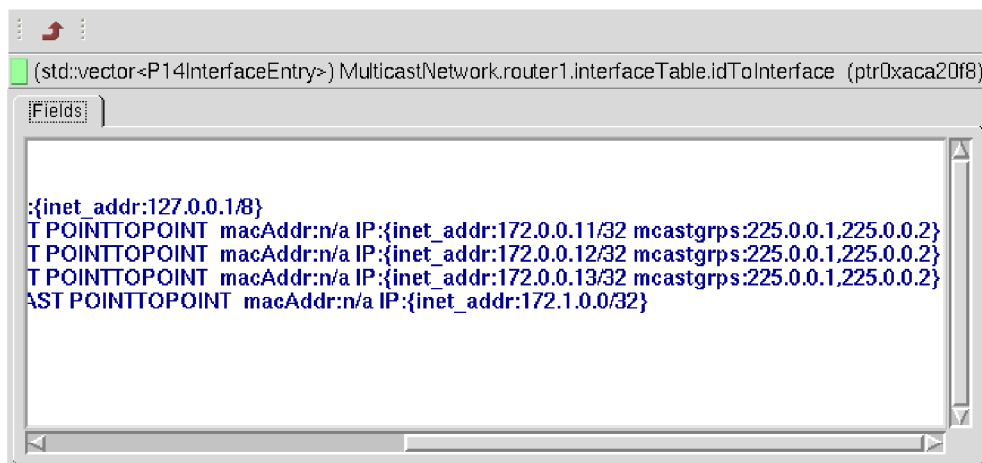 (std::vector<P14InterfaceEntry>) MulticastNetwork.router1.interfaceTable.idToInterface (ptr0xaca20f8)
Fields
:{inet_addr:127.0.0.1/8}
T POINTTOPOINT macAddr:n/a IP:{inet_addr:172.0.0.11/32 mcastgrps:225.0.0.1,225.0.0.2}
T POINTTOPOINT macAddr:n/a IP:{inet_addr:172.0.0.12/32 mcastgrps:225.0.0.1,225.0.0.2}
T POINTTOPOINT macAddr:n/a IP:{inet_addr:172.0.0.13/32 mcastgrps:225.0.0.1,225.0.0.2}
AST POINTTOPOINT macAddr:n/a IP:{inet_addr:172.1.0.0/32}